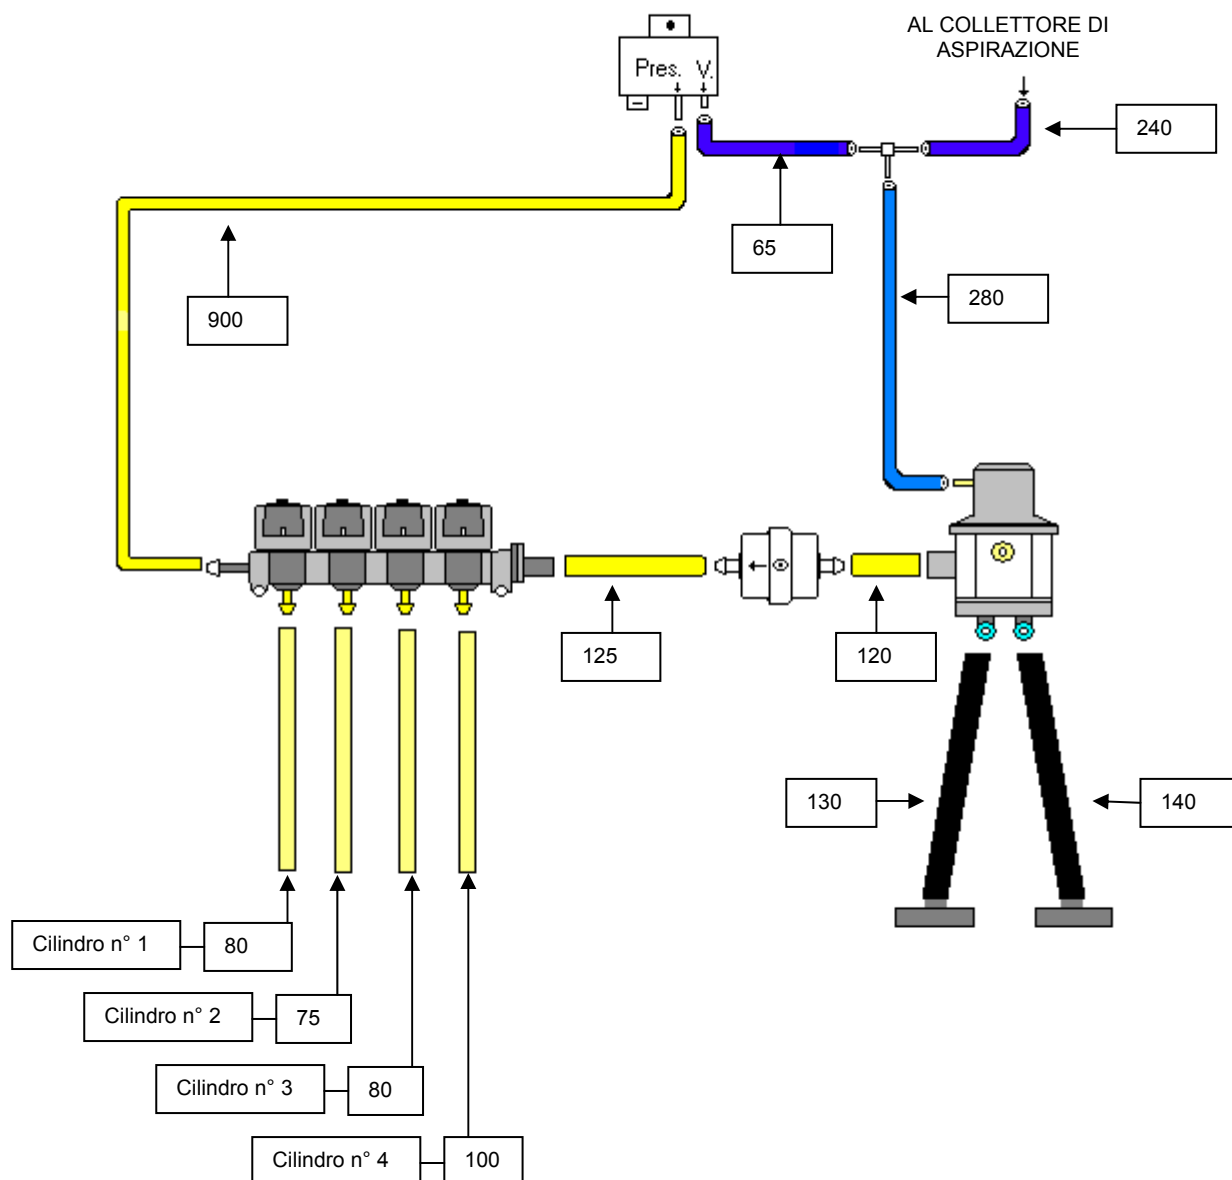 AL COLLETTORE DI
ASPIRAZIONE
Pres. V.
240
65
280
900
125
120
130
140
Cilindro n° 1
80
Cilindro n° 2
75
Cilindro n° 3
80
Cilindro n° 4
100